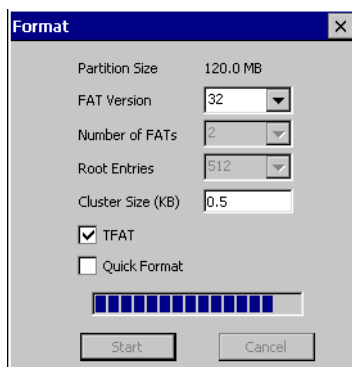 Format
Partition Size 120.0 MB
FAT Version 32
Number of FATs 2
Root Entries 512
Cluster Size (KB) 0.5
TFAT
Quick Format
Start Cancel